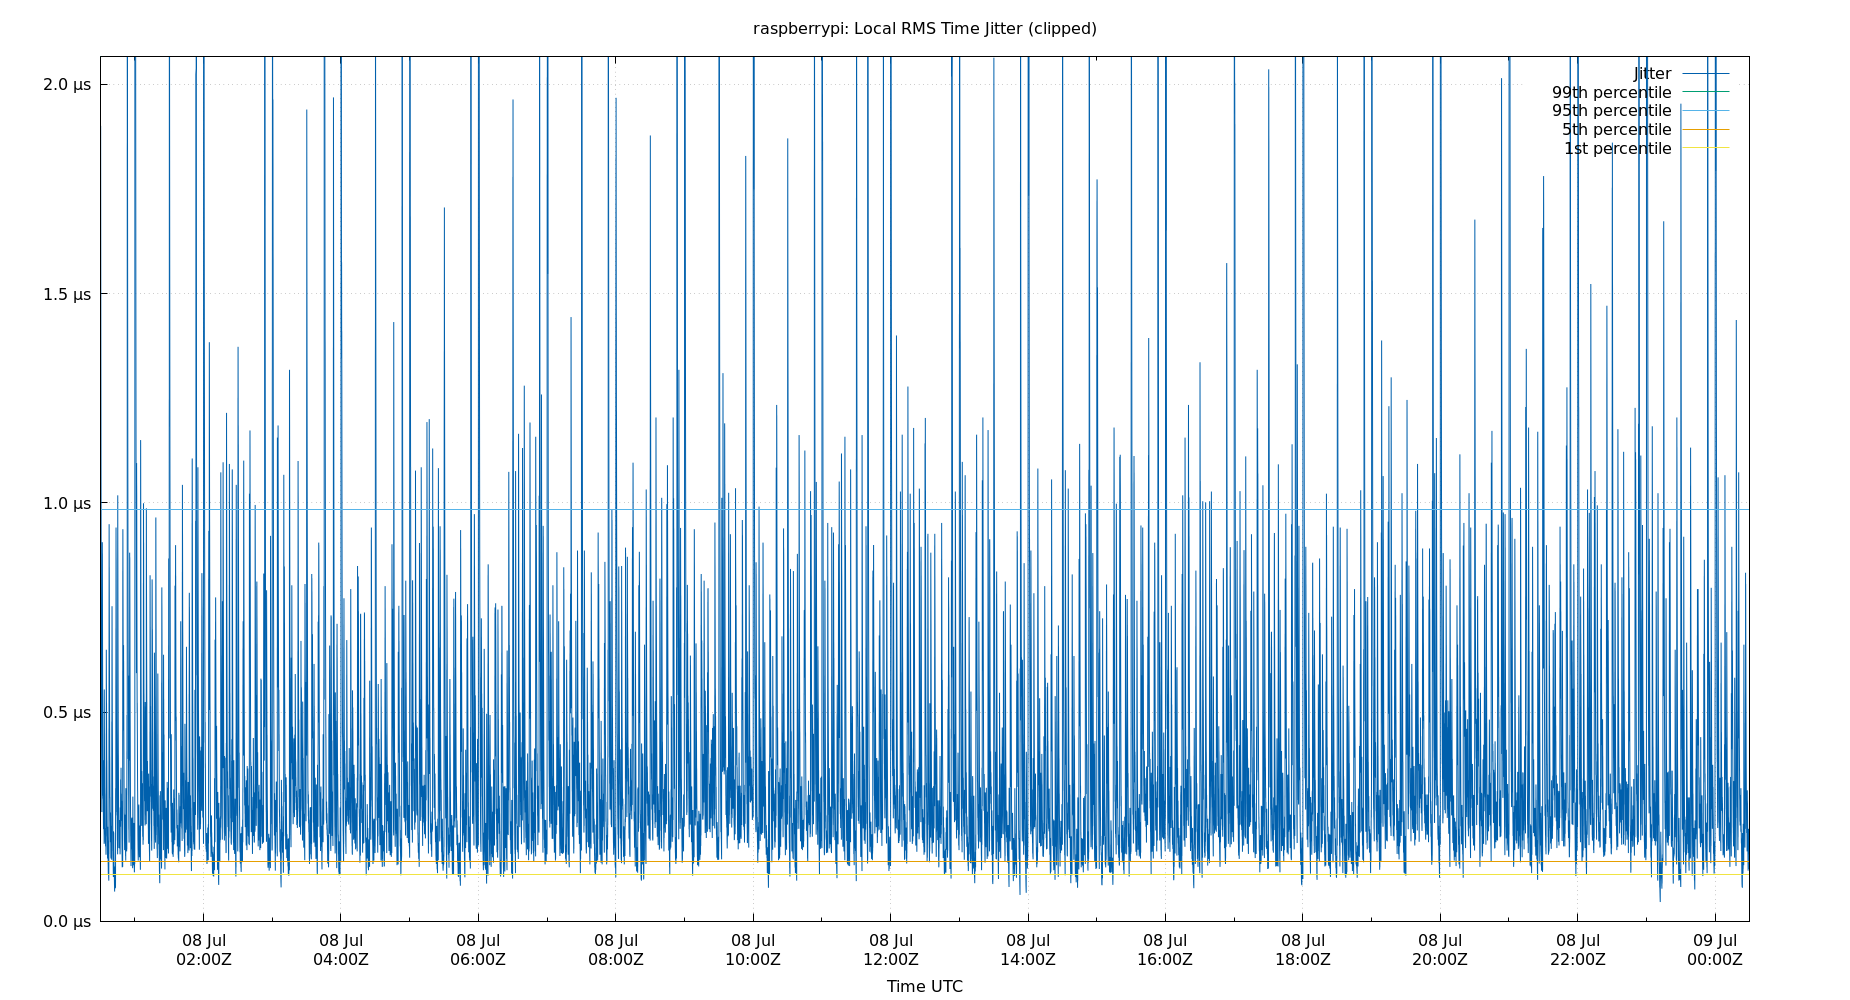 raspberrypi: Local RMS Time Jitter (clipped)
2.0 µs
1.5 µs
1.0 µs
0.5 µs
0.0 µs
Jitter
99th percentile
95th percentile
5th percentile
1st percentile
08 Jul
02:00Z
08 Jul
04:00Z
08 Jul
06:00Z
08 Jul
08:00Z
08 Jul
10:00Z
08 Jul
12:00Z
08 Jul
14:00Z
08 Jul
16:00Z
08 Jul
18:00Z
08 Jul
20:00Z
08 Jul
22:00Z
09 Jul
00:00Z
Time UTC